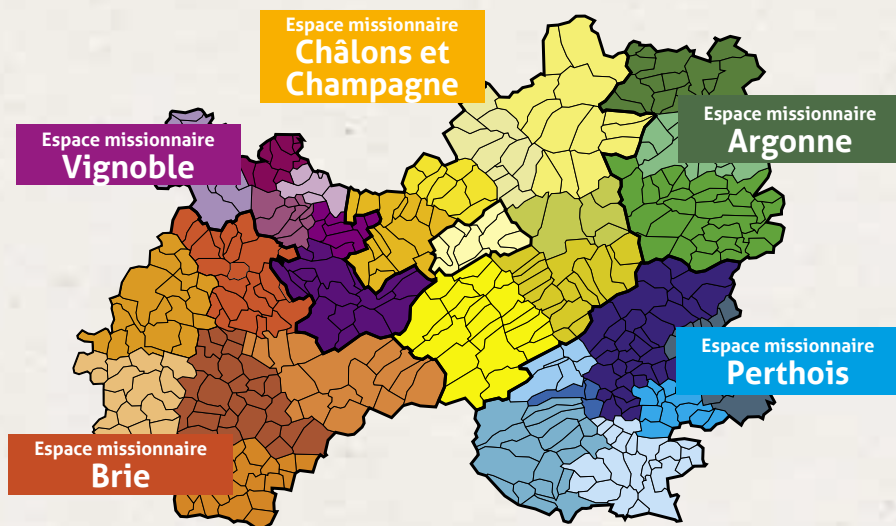 Espace missionnaire
Châlons et
Champagne
Espace missionnaire
Vignoble
Espace missionnaire
Argonne
Espace missionnaire
Perthois
Espace missionnaire
Brie